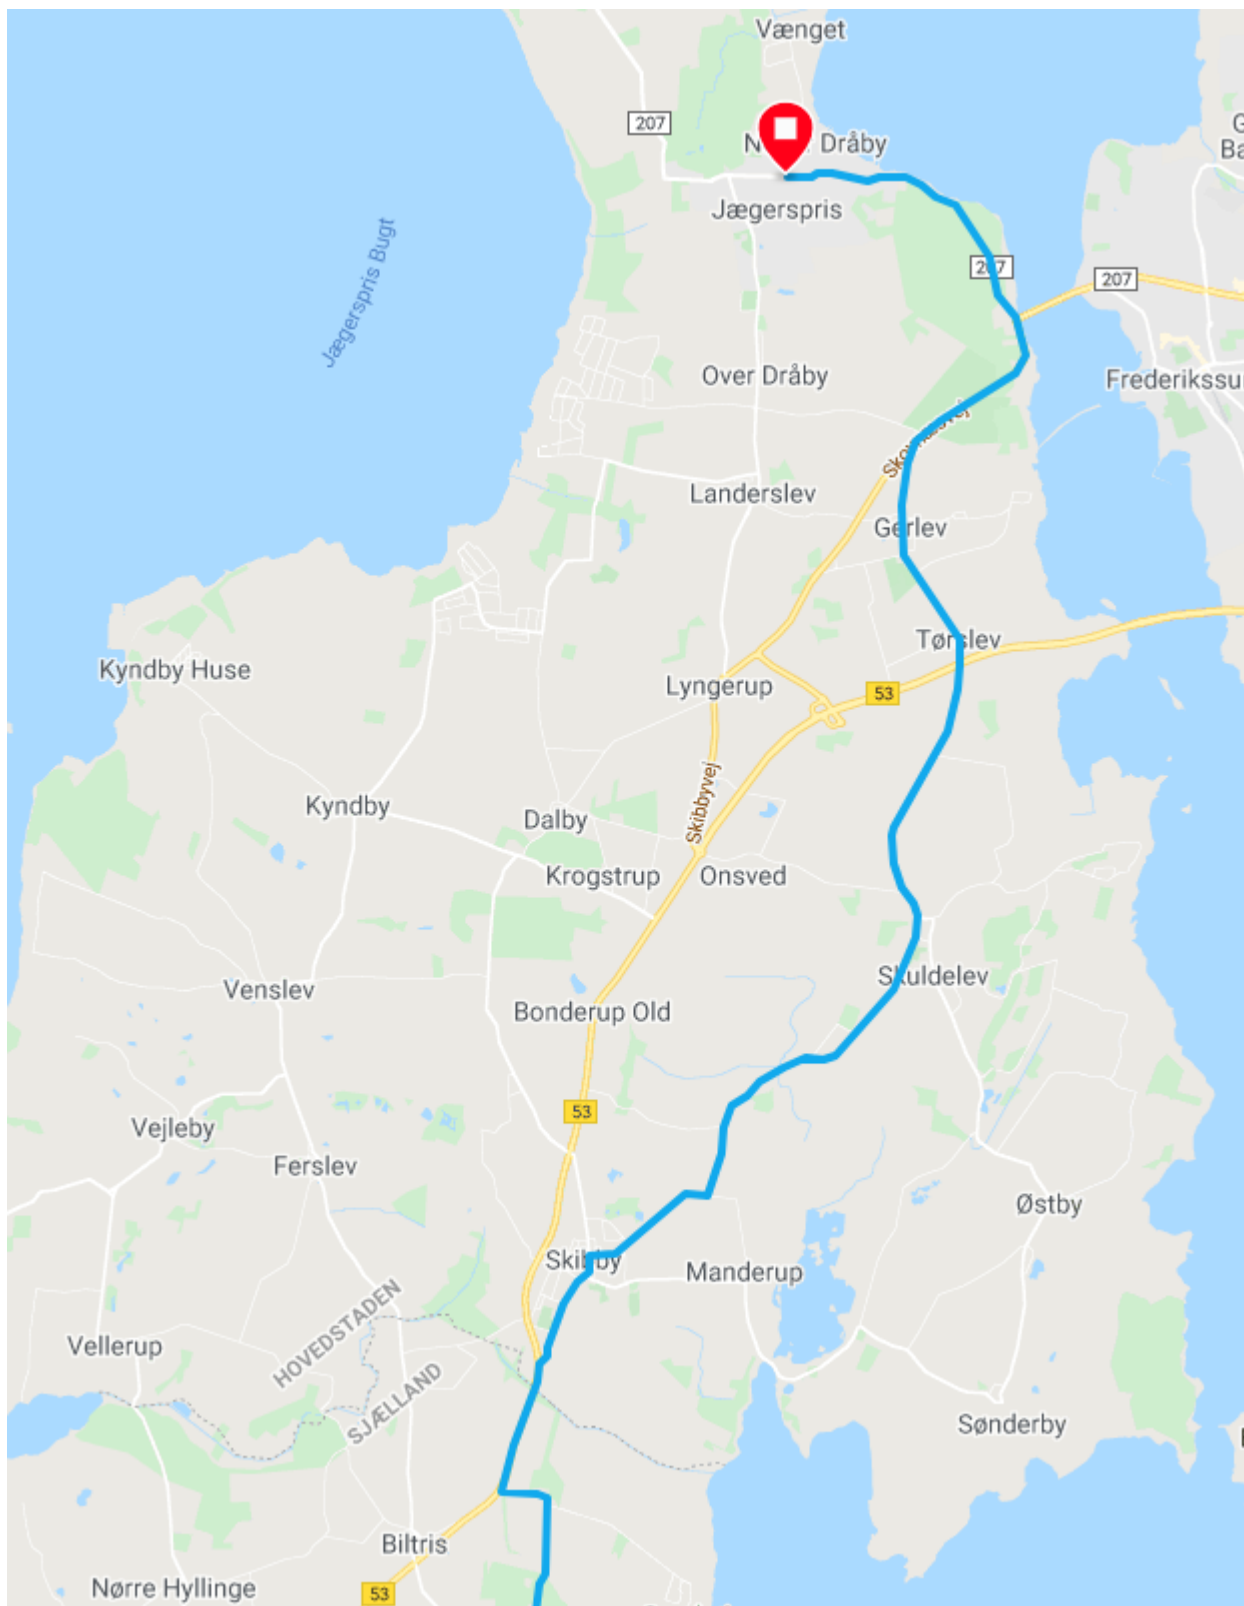 Vænget
207
Dråby
Jægerspris
207
207
Jægerspris Bugt
Over Dråby
Landerslev
Gerlev
Tørslev
Kyndby Huse
Lyngerup
53
Skibbyvej
Kyndby
Dalby
Krogstrup
Onsved
Venslev
Skuldelev
Bonderup Old
53
Vejleby
Ferslev
Østby
Skibby
Manderup
Vellerup
HOVEDSTADEN
SJÆLLAND
Sønderby
Biltris
Nørre Hyllinge
53